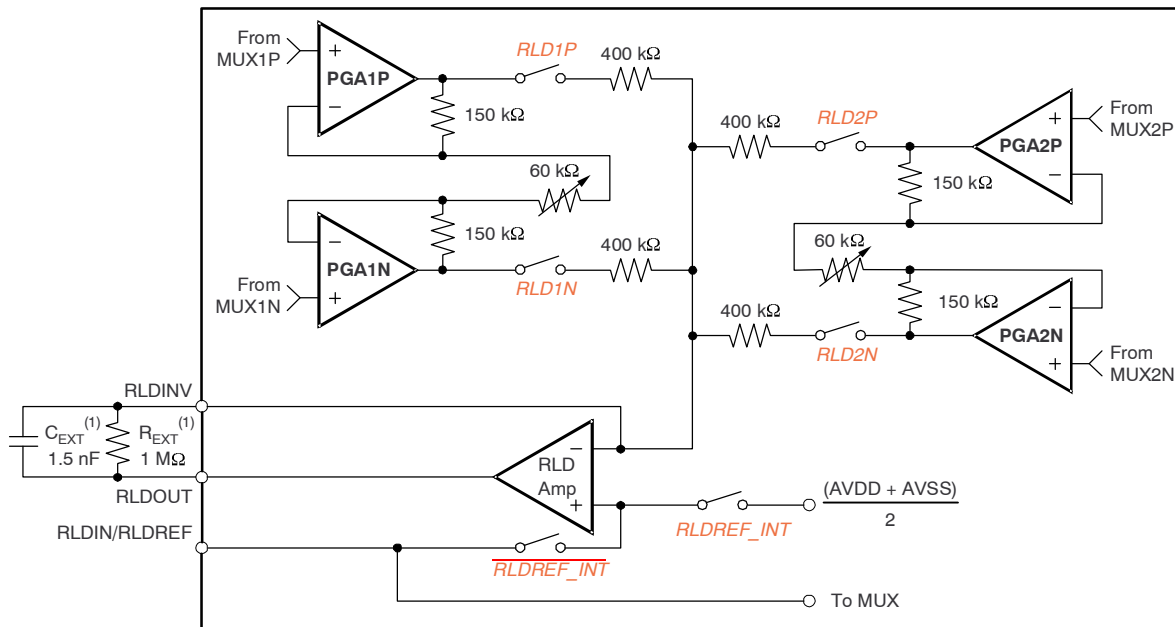 From
MUX1P
+
PGA1P
−
RLD1P
400 kΩ
150 kΩ
60 kΩ
−
PGA1N
+
150 kΩ
400 kΩ
RLD1N
From
MUX1N
400 kΩ
RLD2P
+
PGA2P
−
From
MUX2P
150 kΩ
60 kΩ
400 kΩ
RLD2N
150 kΩ
−
PGA2N
+
From
MUX2N
RLDINV
C_EXT (1)
1.5 nF
R_EXT (1)
1 MΩ
RLDOUT
RLDIN/RLDREF
−
RLD
Amp
+
RLDREF_INT
(AVDD + AVSS)
2
RLDREF_INT
To MUX